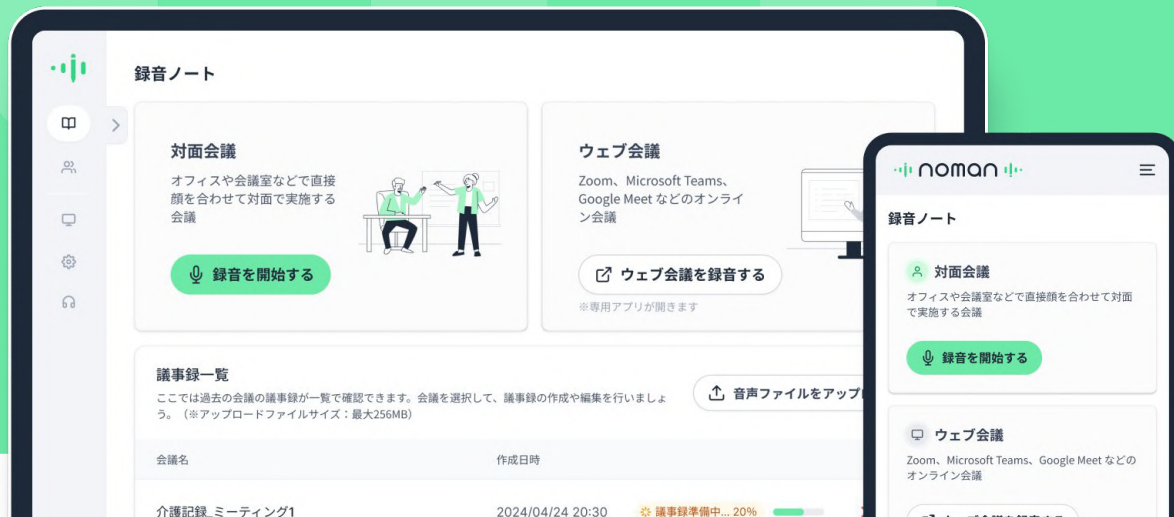 録音ノート
対面会議
オフィスや会議室などで直接
顔を合わせて対面で実施する
会議
録音を開始する
ウェブ会議
Zoom、Microsoft Teams、
Google Meet などのオンライ
ン会議
ウェブ会議を録音する
※専用アプリが開きます
議事録一覧
ここでは過去の会議の議事録が一覧で確認できます。会議を選択して、議事録の作成や編集を行いましょ
う。（※アップロードファイルサイズ：最大256MB）
音声ファイルをアップ
会議名
作成日時
介護記録_ミーティング1
2024/04/24 20:30
議事録準備中... 20%
noman
録音ノート
対面会議
オフィスや会議室などで直接顔を合わせて対面
で実施する会議
録音を開始する
ウェブ会議
Zoom、Microsoft Teams、Google Meet などの
オンライン会議